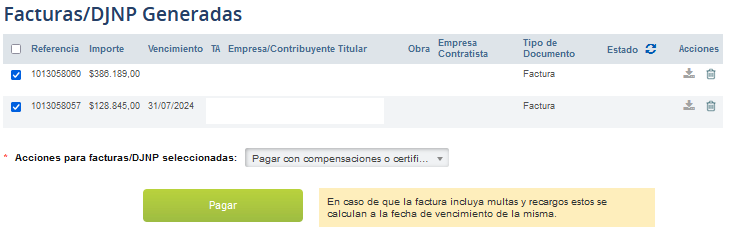 Facturas/DJNP Generadas
Referencia Importe Vencimiento TA Empresa/Contribuyente Titular Obra Empresa Contratista Tipo de Documento Estado Acciones
1013058060 $386.189,00 Factura
1013058057 $128.845,00 31/07/2024 Factura
* Acciones para facturas/DJNP seleccionadas: Pagar con compensaciones o certifi...
Pagar
En caso de que la factura incluya multas y recargos estos se
calculan a la fecha de vencimiento de la misma.